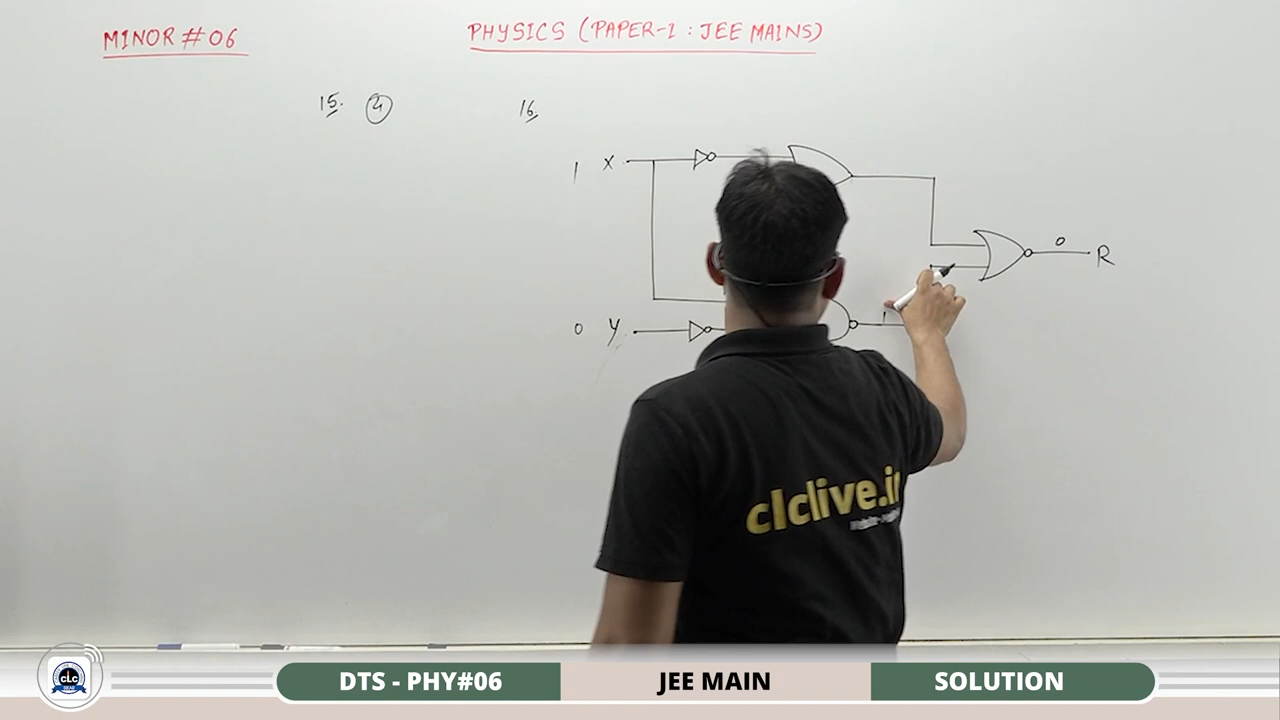 MINOR # 06
PHYSICS (PAPER-1 : JEE MAINS)
15. 4
16.
1 X
0 R
0 Y
1
clclive.i
CLC
DTS - PHY#06
JEE MAIN
SOLUTION